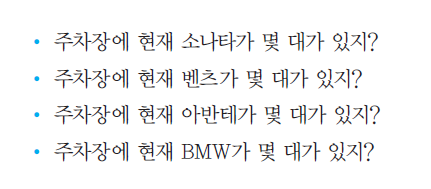 • 주차장에 현재 소나타가 몇 대가 있지?
• 주차장에 현재 벤츠가 몇 대가 있지?
• 주차장에 현재 아반테가 몇 대가 있지?
• 주차장에 현재 BMW가 몇 대가 있지?